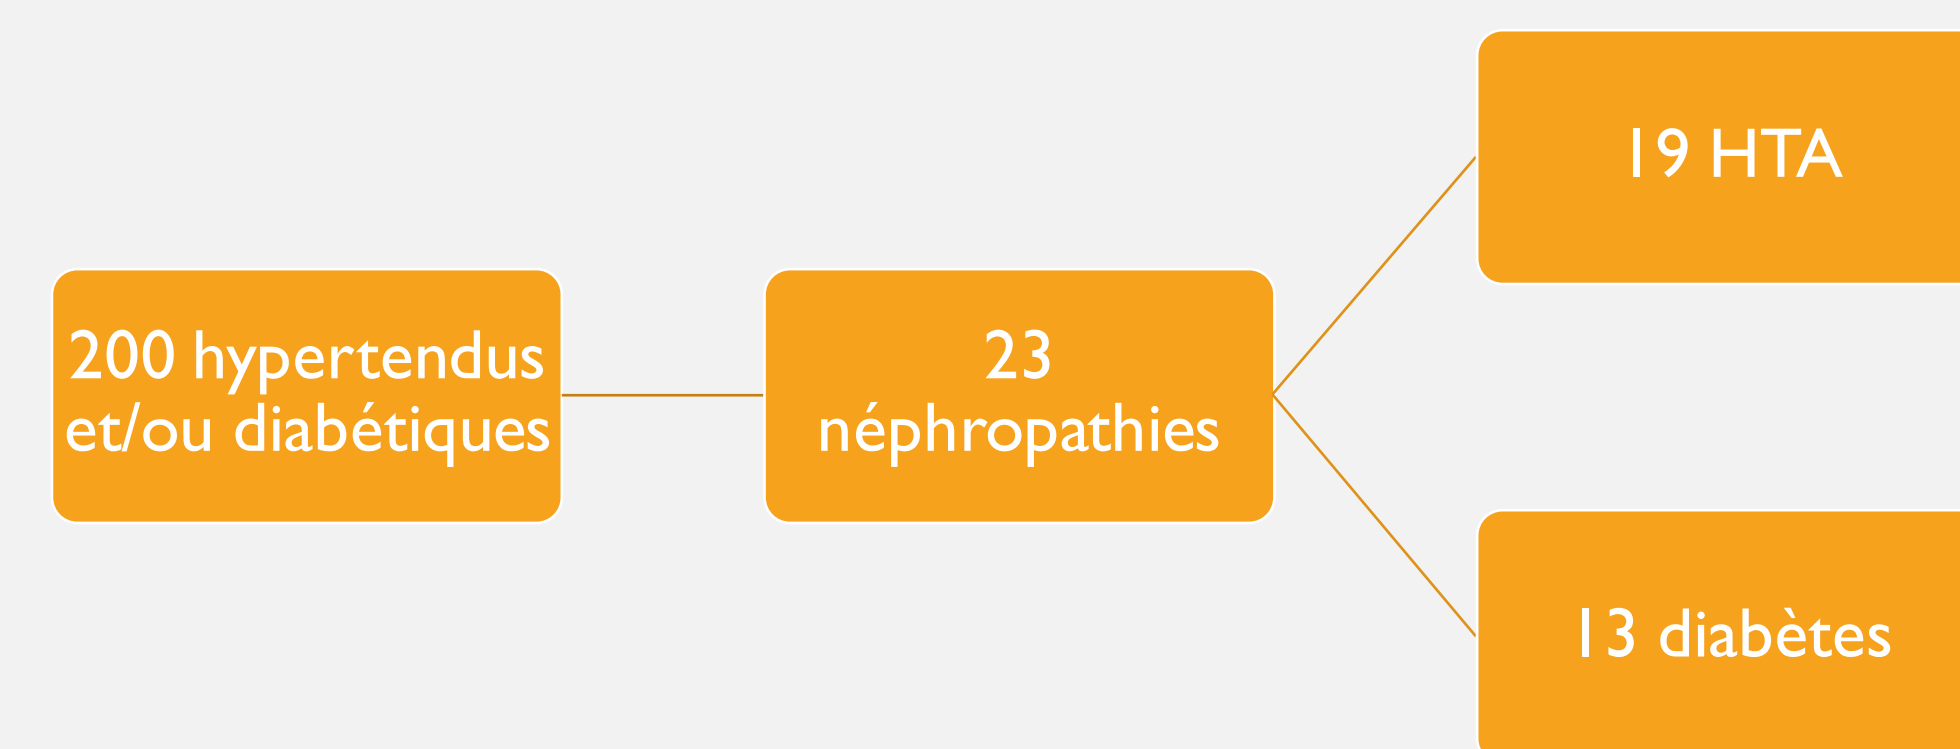 200 hypertendus
et/ou diabétiques
23
néphropathies
19 HTA
13 diabètes